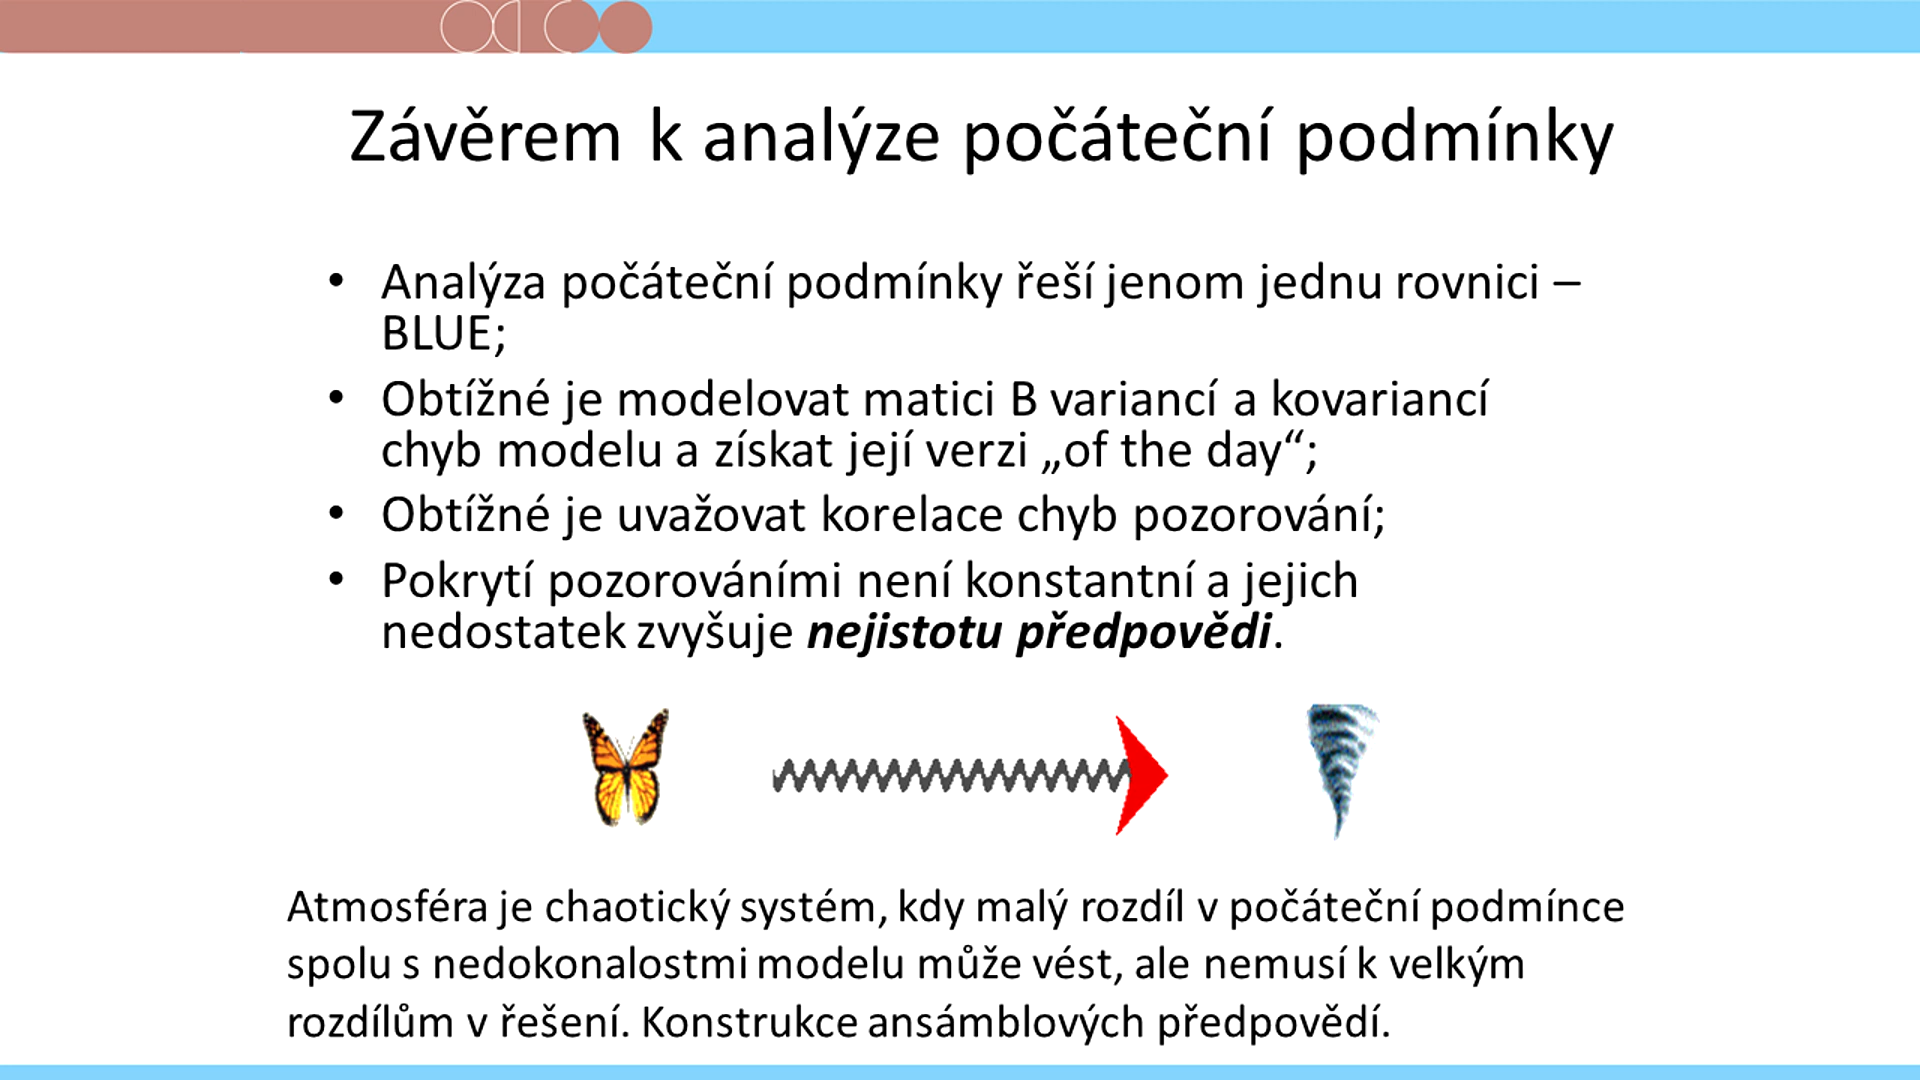 Závěrem k analýze počáteční podmínky
• Analýza počáteční podmínky řeší jenom jednu rovnici –
BLUE;
• Obtížné je modelovat matici B variancí a kovariancí
chyb modelu a získat její verzi „of the day“;
• Obtížné je uvažovat korelace chyb pozorování;
• Pokrytí pozorováními není konstantní a jejich
nedostatek zvyšuje nejistotu předpovědi.
Atmosféra je chaotický systém, kdy malý rozdíl v počáteční podmínce
spolu s nedokonalostmi modelu může vést, ale nemusí k velkým
rozdílům v řešení. Konstrukce ansámblových předpovědí.